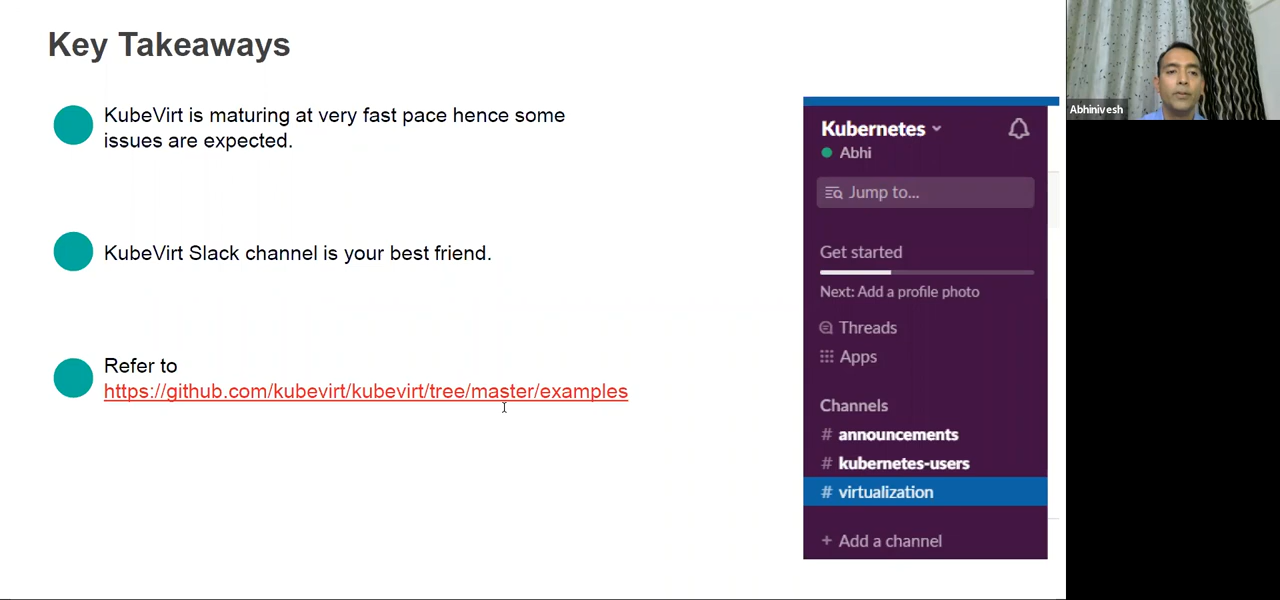 Key Takeaways
KubeVirt is maturing at very fast pace hence some
issues are expected.
KubeVirt Slack channel is your best friend.
Refer to
https://github.com/kubevirt/kubevirt/tree/master/examples
Kubernetes
Abhi
Jump to...
Get started
Next: Add a profile photo
Threads
Apps
Channels
# announcements
# kubernetes-users
# virtualization
+ Add a channel
Abhinivesh